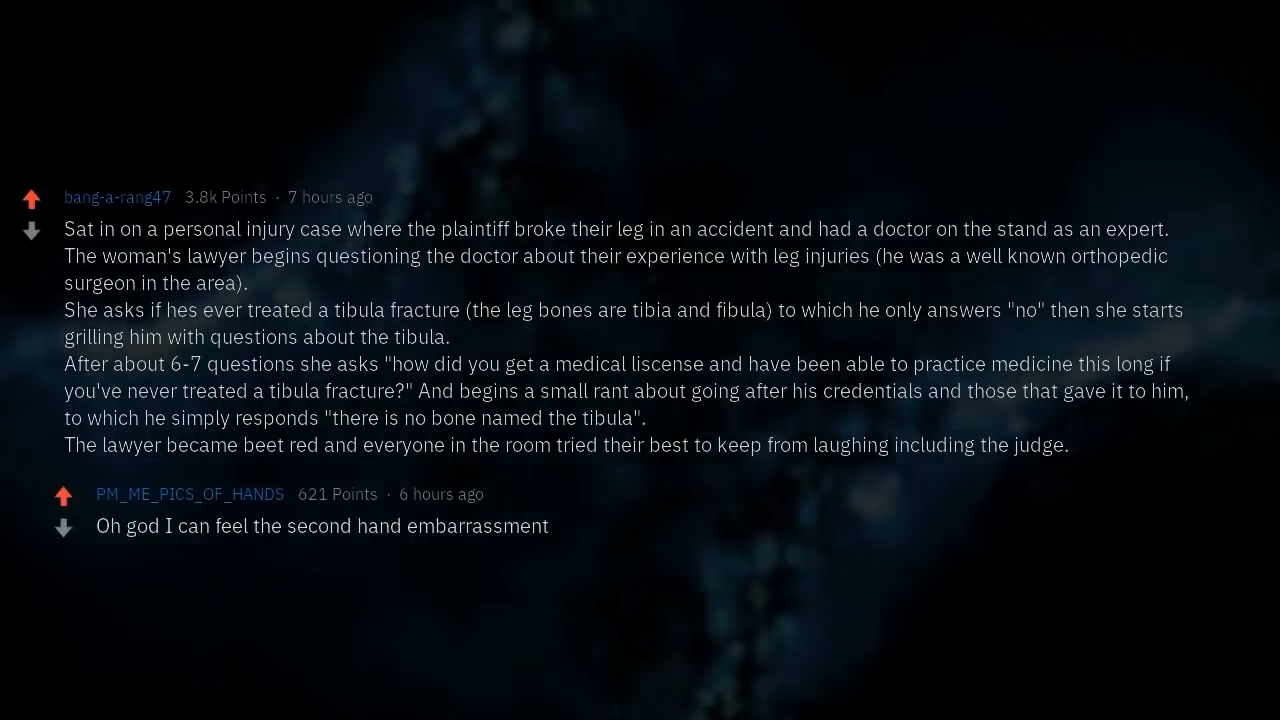 bang-a-rang47 3.8k Points · 7 hours ago
Sat in on a personal injury case where the plaintiff broke their leg in an accident and had a doctor on the stand as an expert.
The woman's lawyer begins questioning the doctor about their experience with leg injuries (he was a well known orthopedic
surgeon in the area).
She asks if hes ever treated a tibula fracture (the leg bones are tibia and fibula) to which he only answers "no" then she starts
grilling him with questions about the tibula.
After about 6-7 questions she asks "how did you get a medical liscense and have been able to practice medicine this long if
you've never treated a tibula fracture?" And begins a small rant about going after his credentials and those that gave it to him,
to which he simply responds "there is no bone named the tibula".
The lawyer became beet red and everyone in the room tried their best to keep from laughing including the judge.
PM_ME_PICS_OF_HANDS 621 Points · 6 hours ago
Oh god I can feel the second hand embarrassment